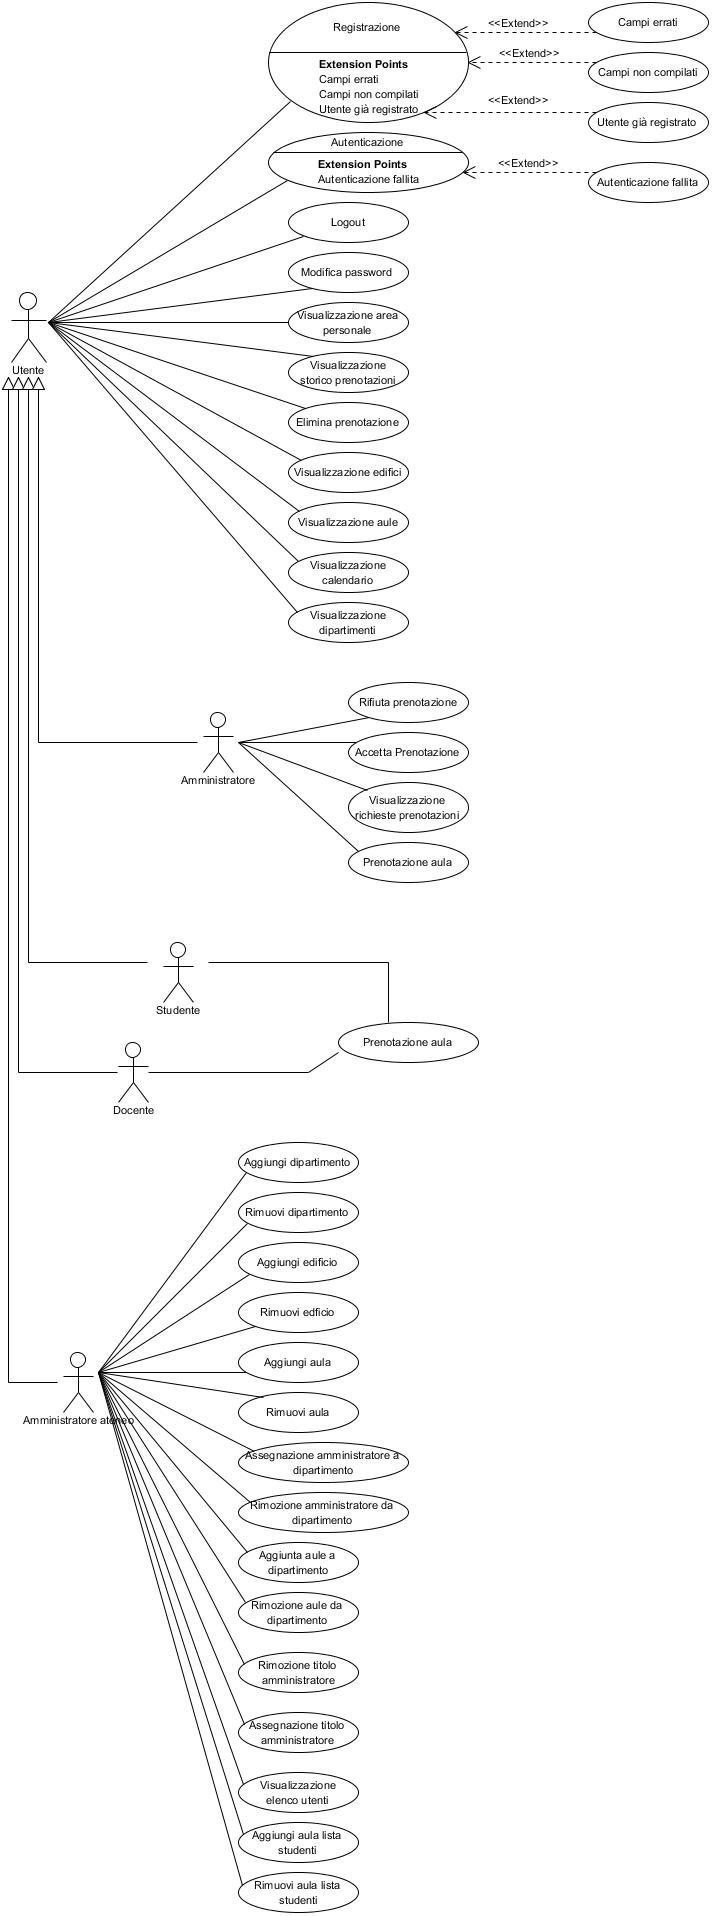 Registrazione
Extension Points
Campi errati
Campi non compilati
Utente già registrato
<<Extend>>
Campi errati
<<Extend>>
Campi non compilati
<<Extend>>
Utente già registrato
Autenticazione
Extension Points
Autenticazione fallita
<<Extend>>
Autenticazione fallita
Logout
Modifica password
Visualizzazione area
personale
Utente
Visualizzazione
storico prenotazioni
Elimina prenotazione
Visualizzazione edifici
Visualizzazione aule
Visualizzazione
calendario
Visualizzazione
dipartimenti
Rifiuta prenotazione
Accetta Prenotazione
Amministratore
Visualizzazione
richieste prenotazioni
Prenotazione aula
Studente
Prenotazione aula
Docente
Aggiungi dipartimento
Rimuovi dipartimento
Aggiungi edificio
Rimuovi edficio
Aggiungi aula
Rimuovi aula
Amministratore ateneo
Assegnazione amministratore a
dipartimento
Rimozione amministratore da
dipartimento
Aggiunta aule a
dipartimento
Rimozione aule da
dipartimento
Rimozione titolo
amministratore
Assegnazione titolo
amministratore
Visualizzazione
elenco utenti
Aggiungi aula lista
studenti
Rimuovi aula lista
studenti